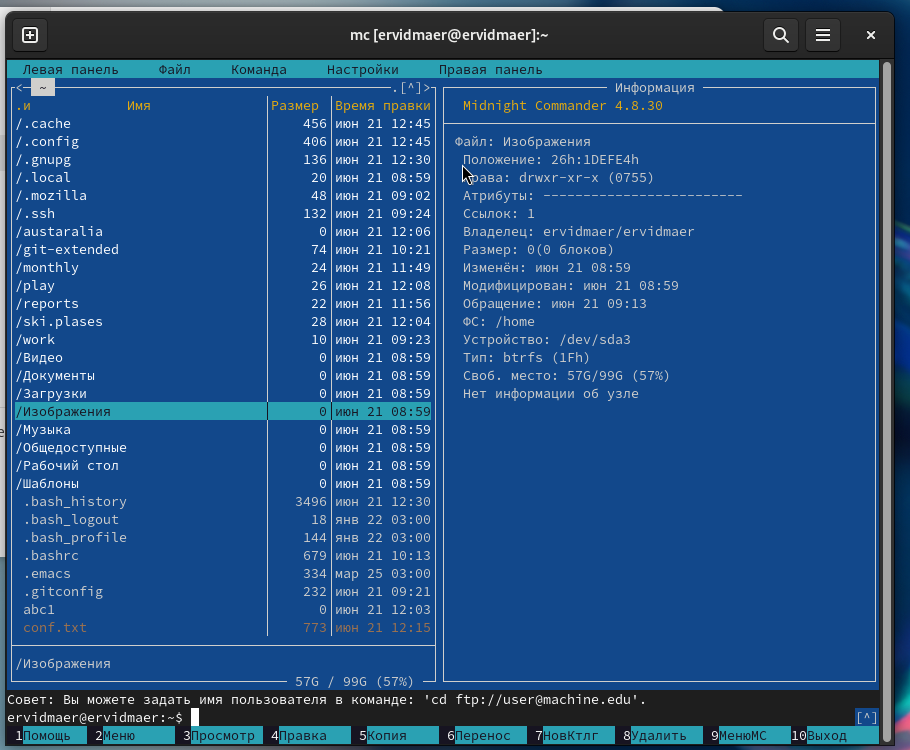 mc [ervidmaer@ervidmaer]:~
Левая панель Файл Команда Настройки Правая панель
<- ~ .[^]>
.и Имя Размер Время правки
/.cache 456 июн 21 12:45
/.config 406 июн 21 12:45
/.gnupg 136 июн 21 12:30
/.local 20 июн 21 08:59
/.mozilla 48 июн 21 09:02
/.ssh 132 июн 21 09:24
/austaralia 0 июн 21 12:06
/git-extended 74 июн 21 10:21
/monthly 24 июн 21 11:49
/play 26 июн 21 12:08
/reports 22 июн 21 11:56
/ski.plases 28 июн 21 12:04
/work 10 июн 21 09:23
/Видео 0 июн 21 08:59
/Документы 0 июн 21 08:59
/Загрузки 0 июн 21 08:59
/Изображения 0 июн 21 08:59
/Музыка 0 июн 21 08:59
/Общедоступные 0 июн 21 08:59
/Рабочий стол 0 июн 21 08:59
/Шаблоны 0 июн 21 08:59
.bash_history 3496 июн 21 12:30
.bash_logout 18 янв 22 03:00
.bash_profile 144 янв 22 03:00
.bashrc 679 июн 21 10:13
.emacs 334 мар 25 03:00
.gitconfig 232 июн 21 09:21
abc1 0 июн 21 12:03
conf.txt 773 июн 21 12:15
/Изображения
57G / 99G (57%)
Информация
Midnight Commander 4.8.30
Файл: Изображения
Положение: 26h:1DEFE4h
рава: drwxr-xr-x (0755)
Атрибуты: -------------------------
Ссылок: 1
Владелец: ervidmaer/ervidmaer
Размер: 0(0 блоков)
Изменён: июн 21 08:59
Модифицирован: июн 21 08:59
Обращение: июн 21 09:13
ФС: /home
Устройство: /dev/sda3
Тип: btrfs (1Fh)
Своб. место: 57G/99G (57%)
Нет информации об узле
Совет: Вы можете задать имя пользователя в команде: 'cd ftp://user@machine.edu'.
ervidmaer@ervidmaer:~$ [^]
1Помощь 2Меню 3Просмотр 4Правка 5Копия 6Перенос 7НовКтлг 8Удалить 9МенюМС 10Выход